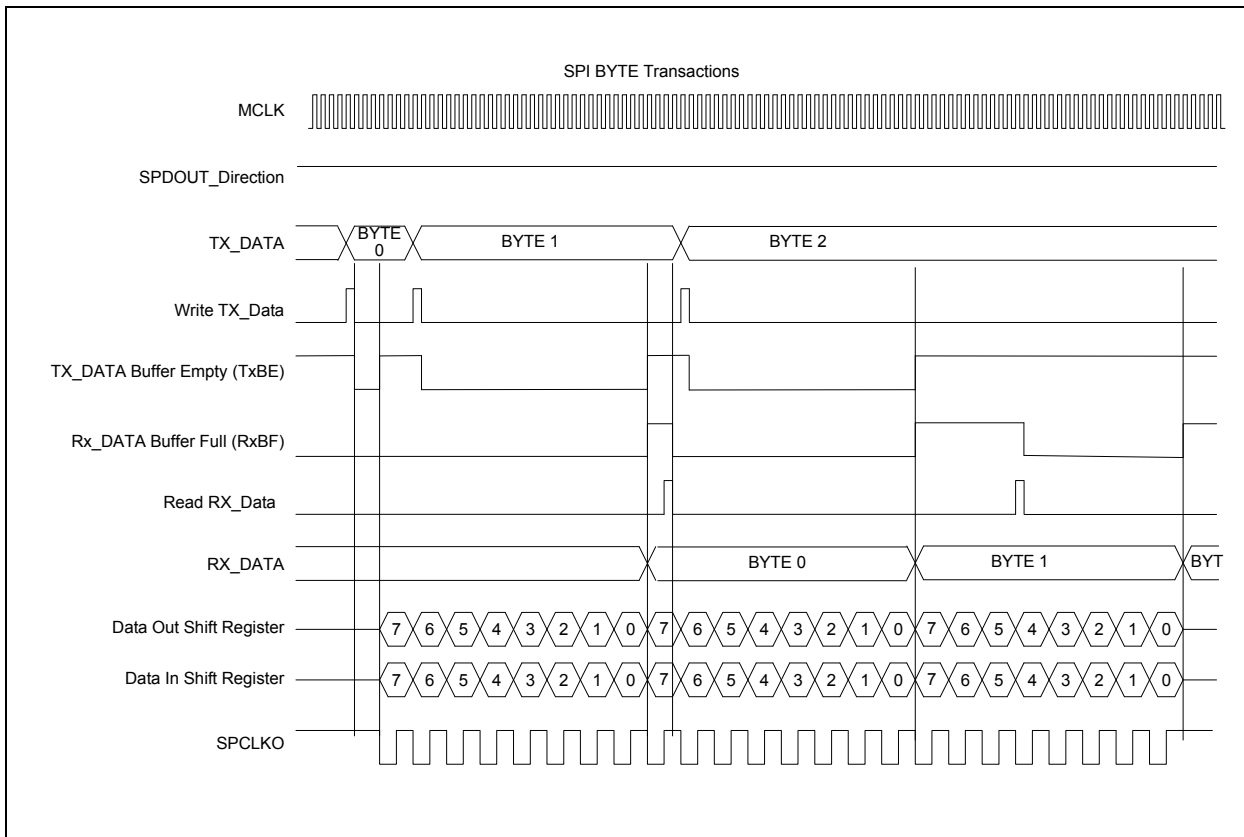 SPI BYTE Transactions
MCLK
SPDOUT_Direction
TX_DATA
BYTE
0
BYTE 1
BYTE 2
Write TX_Data
TX_DATA Buffer Empty (TxBE)
Rx_DATA Buffer Full (RxBF)
Read RX_Data
RX_DATA
BYTE 0
BYTE 1
BYT
Data Out Shift Register
7 6 5 4 3 2 1 0 7 6 5 4 3 2 1 0 7 6 5 4 3 2 1 0
Data In Shift Register
7 6 5 4 3 2 1 0 7 6 5 4 3 2 1 0 7 6 5 4 3 2 1 0
SPCLKO